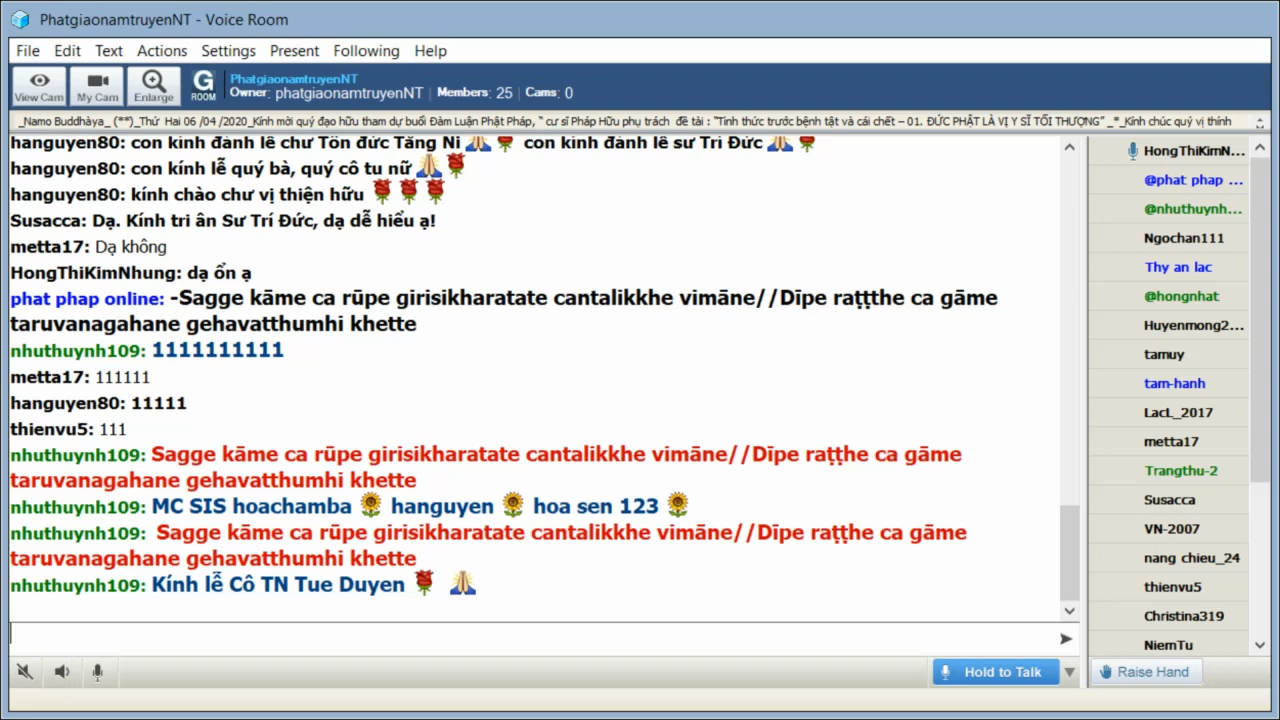 PhatgiaonamtruyenNT - Voice Room
File Edit Text Actions Settings Present Following Help
View Cam My Cam Enlarge G ROOM
PhatgiaonamtruyenNT
Owner: phatgiaonamtruyenNT | Members: 25 | Cams: 0
_Namo Buddhàya_ (**)_Thứ Hai 06 /04 /2020_Kính mời quý đạo hữu tham dự buổi Đàm Luận Phật Pháp, “ cư sĩ Pháp Hữu phụ trách đề tài : "Tỉnh thức trước bệnh tật và cái chết – 01. ĐỨC PHẬT LÀ VỊ Y SĨ TỐI THƯỢNG” _*_Kính chúc quý vị thính
hanguyen80: con kính đảnh lễ chư Tôn đức Tăng Ni 🙏🌹 con kính đảnh lễ sư Trí Đức 🙏🌹
hanguyen80: con kính lễ quý bà, quý cô tu nữ 🙏🌹
hanguyen80: kính chào chư vị thiện hữu 🌹🌹🌹
Susacca: Dạ. Kính tri ân Sư Trí Đức, dạ dễ hiểu ạ!
metta17: Dạ không
HongThiKimNhung: dạ ổn ạ
phat phap online: -Sagge kāme ca rūpe girisikharatate cantalikkhe vimāne//Dīpe raṭṭhe ca gāme
taruvanagahane gehavatthumhi khette
nhuthuynh109: 1111111111
metta17: 111111
hanguyen80: 11111
thienvu5: 111
nhuthuynh109: Sagge kāme ca rūpe girisikharatate cantalikkhe vimāne//Dīpe raṭṭhe ca gāme
taruvanagahane gehavatthumhi khette
nhuthuynh109: MC SIS hoachamba 🌻 hanguyen 🌻 hoa sen 123 🌻
nhuthuynh109: Sagge kāme ca rūpe girisikharatate cantalikkhe vimāne//Dīpe raṭṭhe ca gāme
taruvanagahane gehavatthumhi khette
nhuthuynh109: Kính lễ Cô TN Tue Duyen 🌹 🙏
HongThiKimN...
@phat phap ...
@nhuthuynh...
Ngochan111
Thy an lac
@hongnhat
Huyenmong2...
tamuy
tam-hanh
LacL_2017
metta17
Trangthu-2
Susacca
VN-2007
nang chieu_24
thienvu5
Christina319
NiemTu
Hold to Talk
Raise Hand